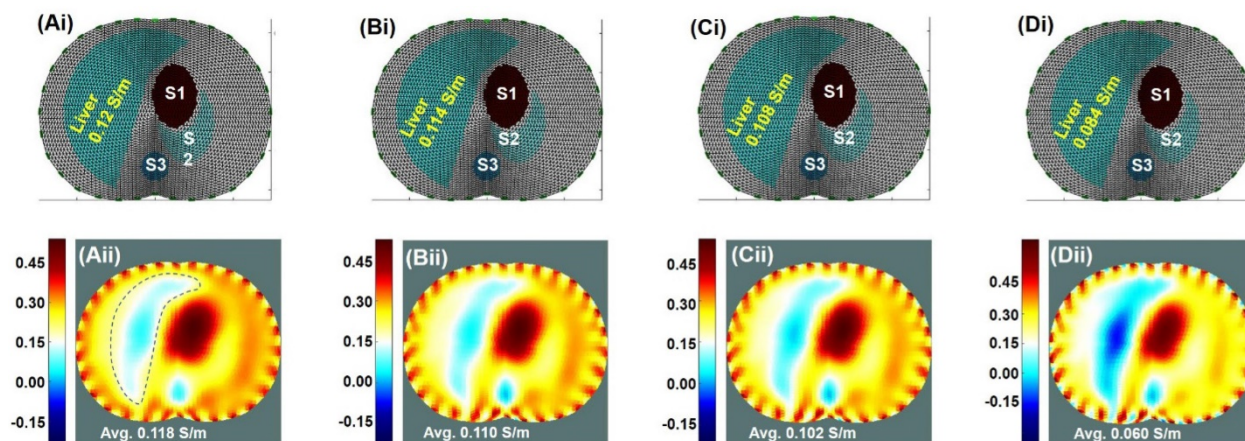 (Ai)
Liver
0.12 S/m
S1
S
2
S3
(Bi)
Liver
0.114 S/m
S1
S2
S3
(Ci)
Liver
0.108 S/m
S1
S2
S3
(Di)
Liver
0.084 S/m
S1
S2
S3
(Aii)
0.45
0.30
0.15
0.00
-0.15
Avg. 0.118 S/m
(Bii)
0.45
0.30
0.15
0.00
-0.15
Avg. 0.110 S/m
(Cii)
0.45
0.30
0.15
0.00
-0.15
Avg. 0.102 S/m
(Dii)
0.45
0.30
0.15
0.00
-0.15
Avg. 0.060 S/m